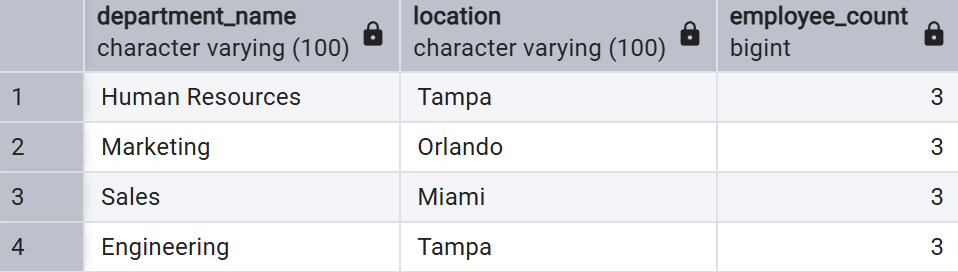 department_name location employee_count
character varying (100) character varying (100) bigint
1 Human Resources Tampa 3
2 Marketing Orlando 3
3 Sales Miami 3
4 Engineering Tampa 3